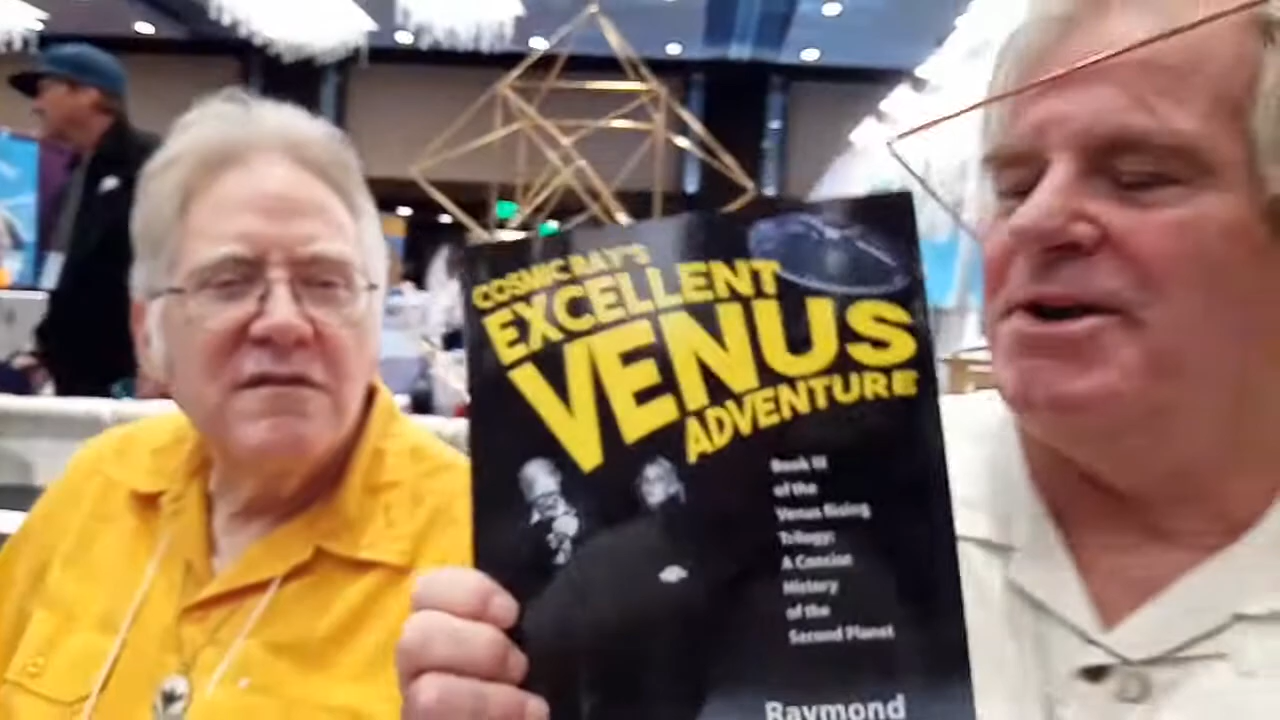 COSMIC RAY'S
EXCELLENT
VENUS
ADVENTURE
Book III
of the
Venus Rising
Trilogy:
A Concise
History
of the
Second Planet
Raymond